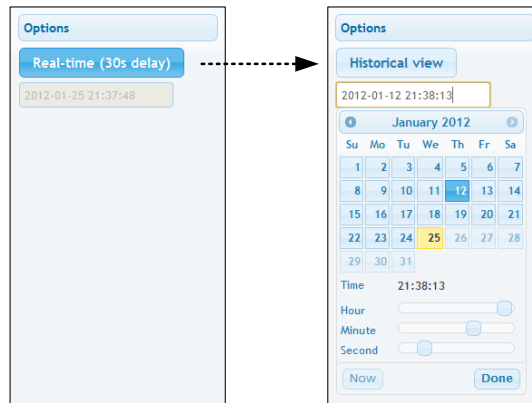 Options
Real-time (30s delay)
2012-01-25 21:37:48
Options
Historical view
2012-01-12 21:38:13
January 2012
Su Mo Tu We Th Fr Sa
1 2 3 4 5 6 7
8 9 10 11 12 13 14
15 16 17 18 19 20 21
22 23 24 25 26 27 28
29 30 31
Time 21:38:13
Hour
Minute
Second
Now Done